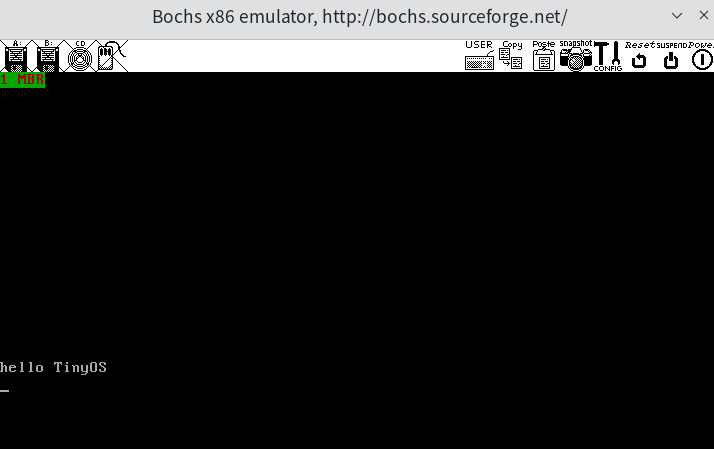 Bochs x86 emulator, http://bochs.sourceforge.net/
A: B: CD USER Copy Paste snapshot CONFIG Reset SUSPEND Power
1 MBR
hello TinyOS